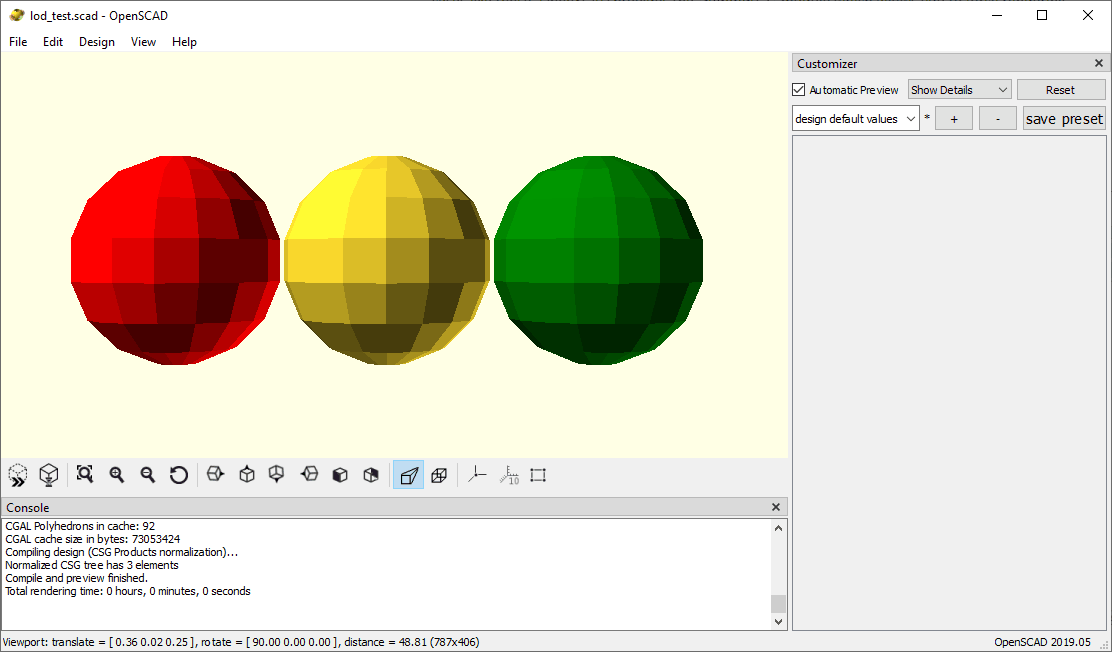 lod_test.scad - OpenSCAD
File Edit Design View Help
Customizer
Automatic Preview Show Details Reset
design default values * + - save preset
10
Console
CGAL Polyhedrons in cache: 92
CGAL cache size in bytes: 73053424
Compiling design (CSG Products normalization)...
Normalized CSG tree has 3 elements
Compile and preview finished.
Total rendering time: 0 hours, 0 minutes, 0 seconds
Viewport: translate = [ 0.36 0.02 0.25 ], rotate = [ 90.00 0.00 0.00 ], distance = 48.81 (787x406)
OpenSCAD 2019.05